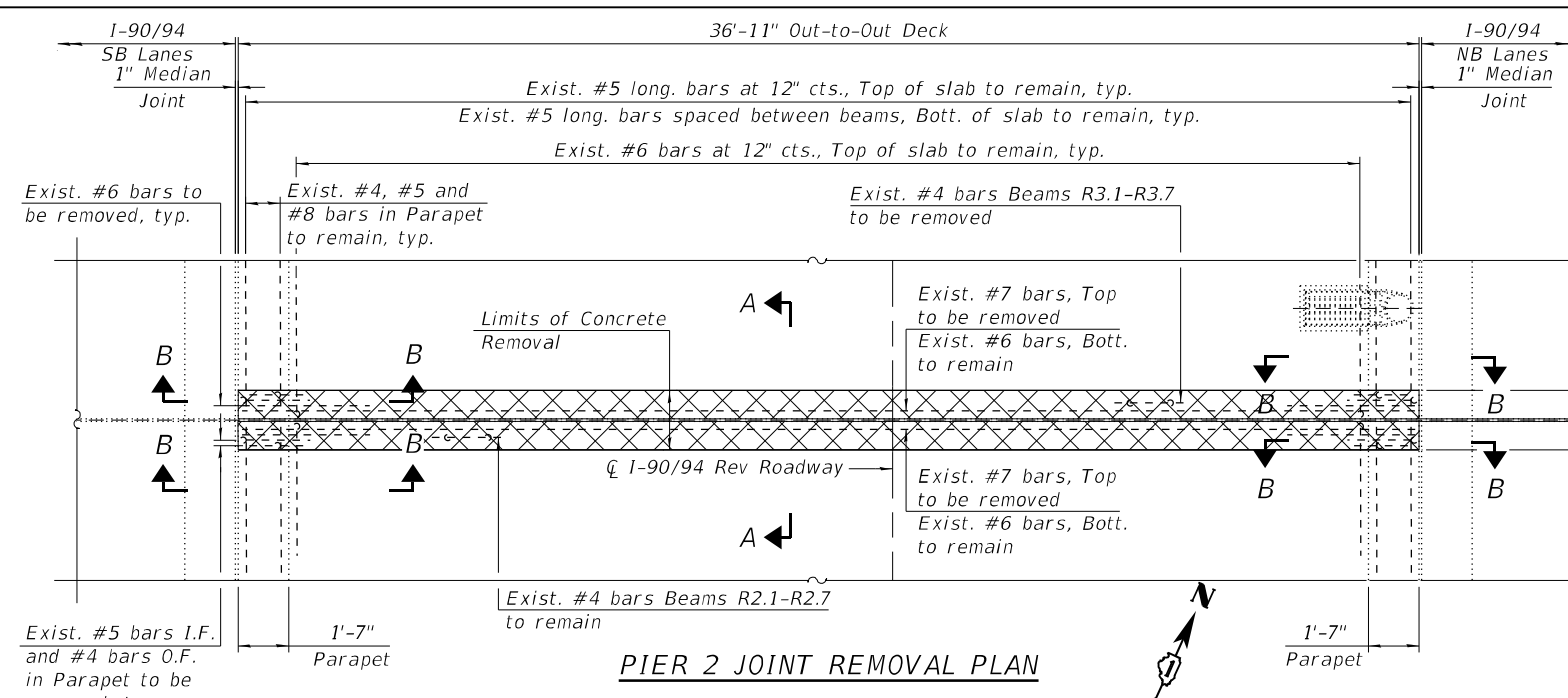 I-90/94
SB Lanes
1" Median
Joint
36'-11" Out-to-Out Deck
I-90/94
NB Lanes
1" Median
Joint
Exist. #5 long. bars at 12" cts., Top of slab to remain, typ.
Exist. #5 long. bars spaced between beams, Bott. of slab to remain, typ.
Exist. #6 bars at 12" cts., Top of slab to remain, typ.
Exist. #6 bars to
be removed, typ.
Exist. #4, #5 and
#8 bars in Parapet
to remain, typ.
Exist. #4 bars Beams R3.1-R3.7
to be removed
A
Limits of Concrete
Removal
Exist. #7 bars, Top
to be removed
Exist. #6 bars, Bott.
to remain
B
B
B
B
B
B
B
B
℄ I-90/94 Rev Roadway
Exist. #7 bars, Top
to be removed
Exist. #6 bars, Bott.
to remain
A
Exist. #4 bars Beams R2.1-R2.7
to remain
Exist. #5 bars I.F.
and #4 bars O.F.
in Parapet to be
1'-7"
Parapet
PIER 2 JOINT REMOVAL PLAN
N
1
1'-7"
Parapet